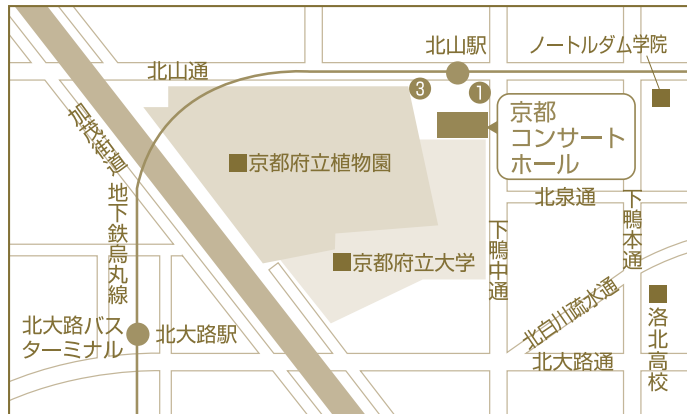 北山駅
ノートルダム学院
北山通
3
1
京都
コンサート
ホール
加茂街道
京都府立植物園
地下鉄烏丸線
北泉通
下鴨本通
下鴨中通
京都府立大学
北白川疏水通
北大路バス
ターミナル
北大路駅
北大路通
洛北高校